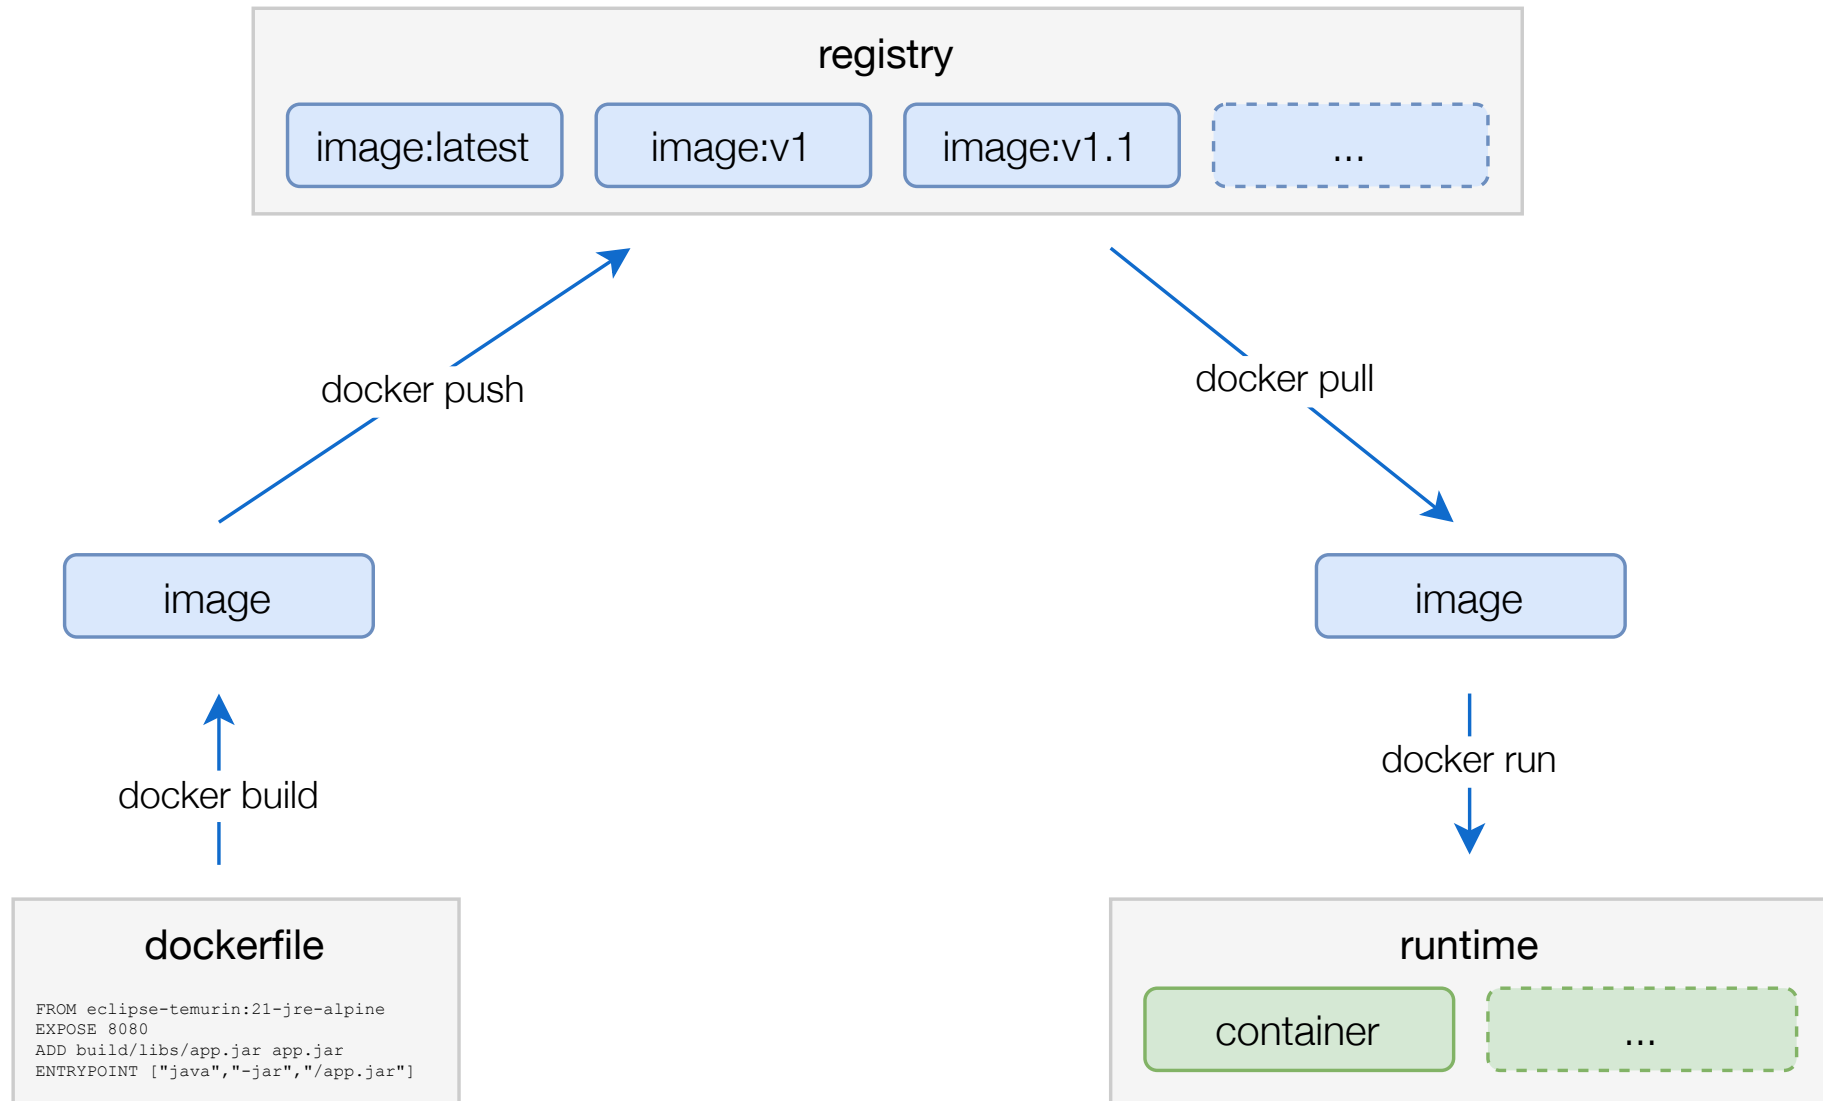 registry
image:latest
image:v1
image:v1.1
...
docker push
docker pull
image
image
docker build
docker run
dockerfile
FROM eclipse-temurin:21-jre-alpine
EXPOSE 8080
ADD build/libs/app.jar app.jar
ENTRYPOINT ["java","-jar","/app.jar"]
runtime
container
...